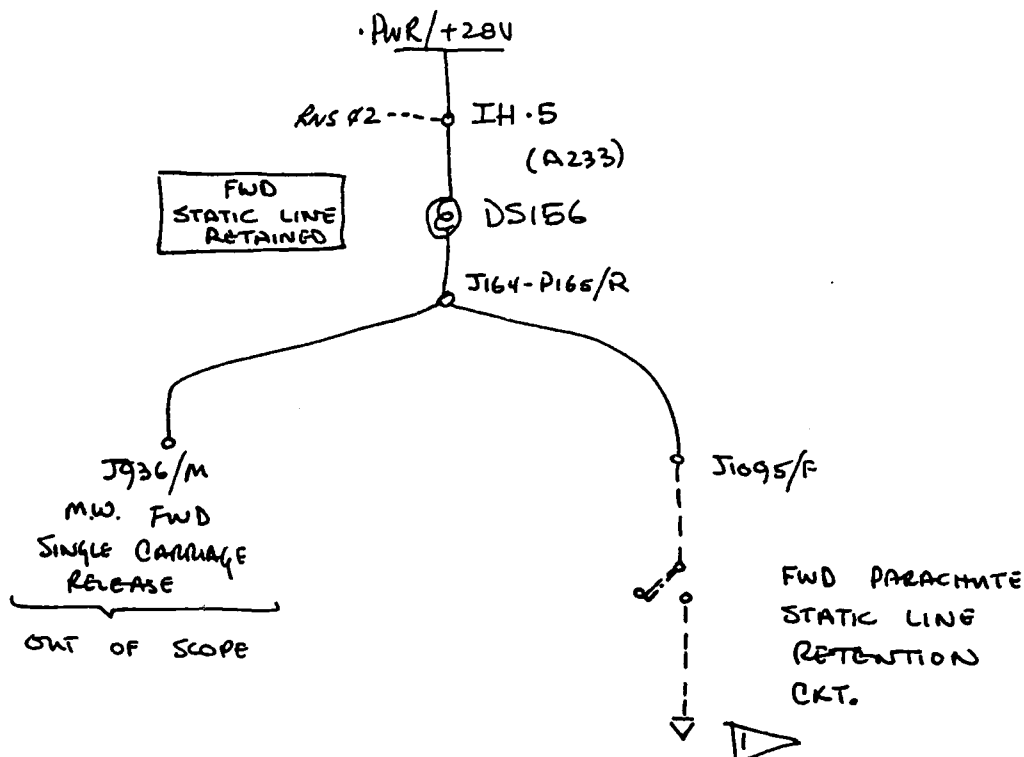 .PWR/+28V
RNS #2
IH.5
(A233)
FWD
STATIC LINE
RETAINED
DS156
J164-P165/R
J936/M
M.W. FWD
SINGLE CARRIAGE
RELEASE
OUT OF SCOPE
J1095/F
FWD PARACHUTE
STATIC LINE
RETENTION
CKT.
1